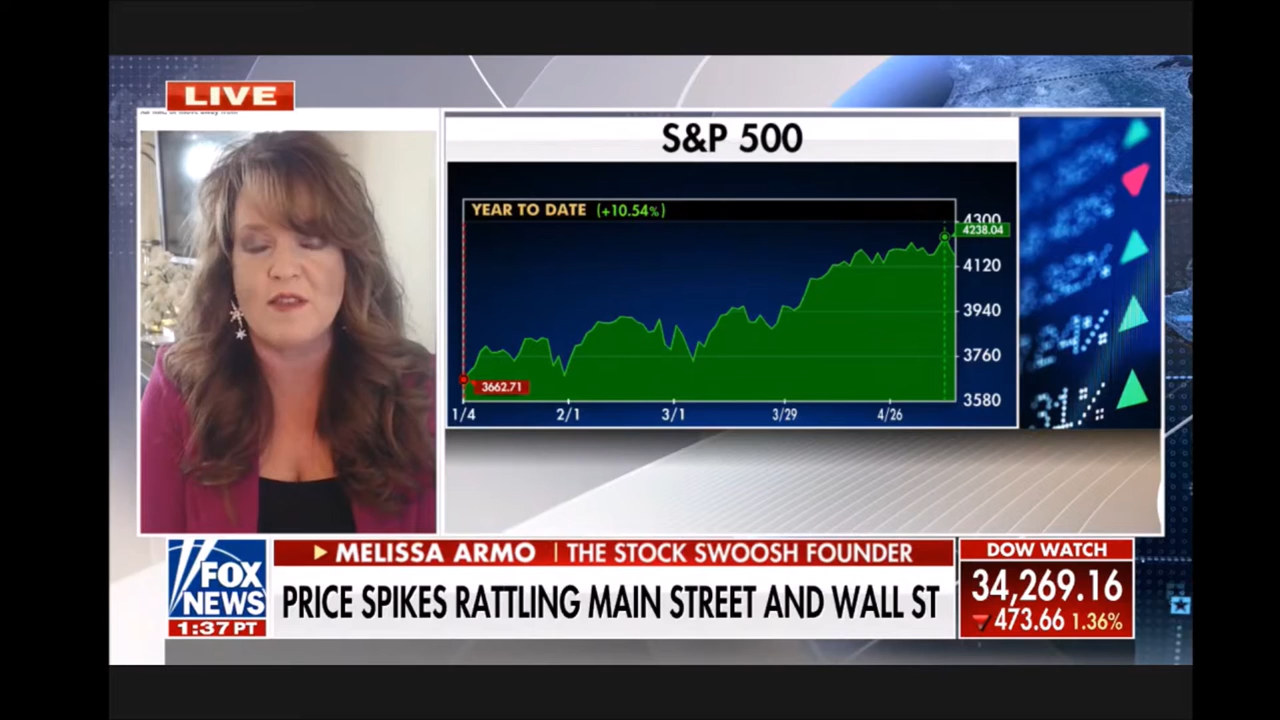 LIVE
S&P 500
YEAR TO DATE (+10.54%)
4300
4238.04
4120
3940
3760
3580
3662.71
1/4
2/1
3/1
3/29
4/26
FOX
NEWS
1:37PT
MELISSA ARMO | THE STOCK SWOOSH FOUNDER
PRICE SPIKES RATTLING MAIN STREET AND WALL ST
DOW WATCH
34,269.16
473.66 1.36%